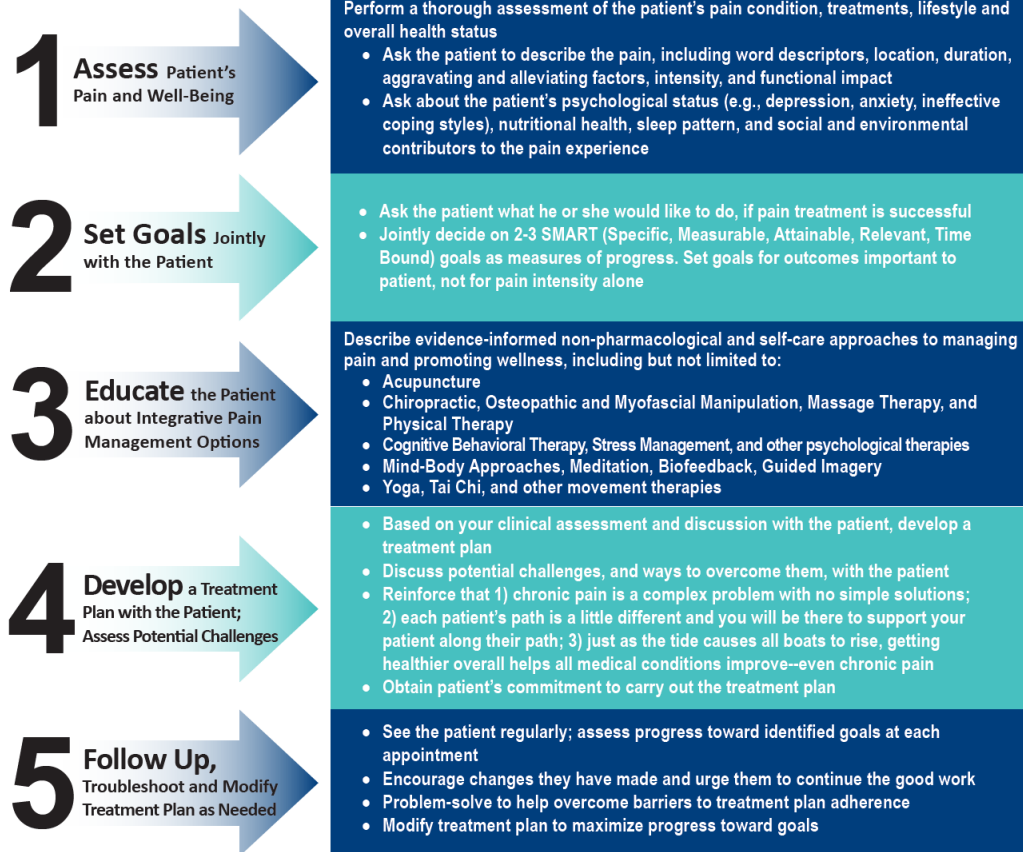 1
Assess Patient's
Pain and Well-Being
Perform a thorough assessment of the patient's pain condition, treatments, lifestyle and
overall health status
• Ask the patient to describe the pain, including word descriptors, location, duration,
aggravating and alleviating factors, intensity, and functional impact
• Ask about the patient's psychological status (e.g., depression, anxiety, ineffective
coping styles), nutritional health, sleep pattern, and social and environmental
contributors to the pain experience
2
Set Goals Jointly
with the Patient
• Ask the patient what he or she would like to do, if pain treatment is successful
• Jointly decide on 2-3 SMART (Specific, Measurable, Attainable, Relevant, Time
Bound) goals as measures of progress. Set goals for outcomes important to
patient, not for pain intensity alone
3
Educate the Patient
about Integrative Pain
Management Options
Describe evidence-informed non-pharmacological and self-care approaches to managing
pain and promoting wellness, including but not limited to:
• Acupuncture
• Chiropractic, Osteopathic and Myofascial Manipulation, Massage Therapy, and
Physical Therapy
• Cognitive Behavioral Therapy, Stress Management, and other psychological therapies
• Mind-Body Approaches, Meditation, Biofeedback, Guided Imagery
• Yoga, Tai Chi, and other movement therapies
4
Develop a Treatment
Plan with the Patient;
Assess Potential Challenges
• Based on your clinical assessment and discussion with the patient, develop a
treatment plan
• Discuss potential challenges, and ways to overcome them, with the patient
• Reinforce that 1) chronic pain is a complex problem with no simple solutions;
2) each patient's path is a little different and you will be there to support your
patient along their path; 3) just as the tide causes all boats to rise, getting
healthier overall helps all medical conditions improve--even chronic pain
• Obtain patient's commitment to carry out the treatment plan
5
Follow Up,
Troubleshoot and Modify
Treatment Plan as Needed
• See the patient regularly; assess progress toward identified goals at each
appointment
• Encourage changes they have made and urge them to continue the good work
• Problem-solve to help overcome barriers to treatment plan adherence
• Modify treatment plan to maximize progress toward goals